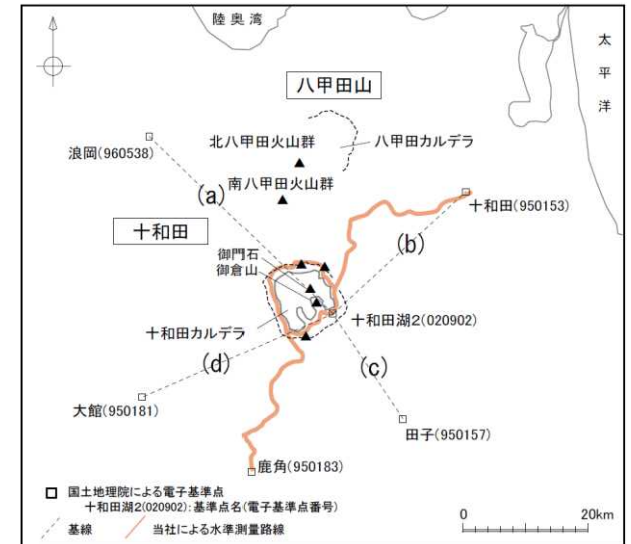 陸奥湾
太平洋
八甲田山
北八甲田火山群
八甲田カルデラ
浪岡(960538)
南八甲田火山群
(a)
十和田(950153)
十和田
(b)
御門石
御倉山
十和田湖2(020902)
十和田カルデラ
(d)
(c)
大館(950181)
田子(950157)
鹿角(950183)
国土地理院による電子基準点
十和田湖2(020902):基準点名(電子基準点番号)
基線 当社による水準測量路線
0 20km